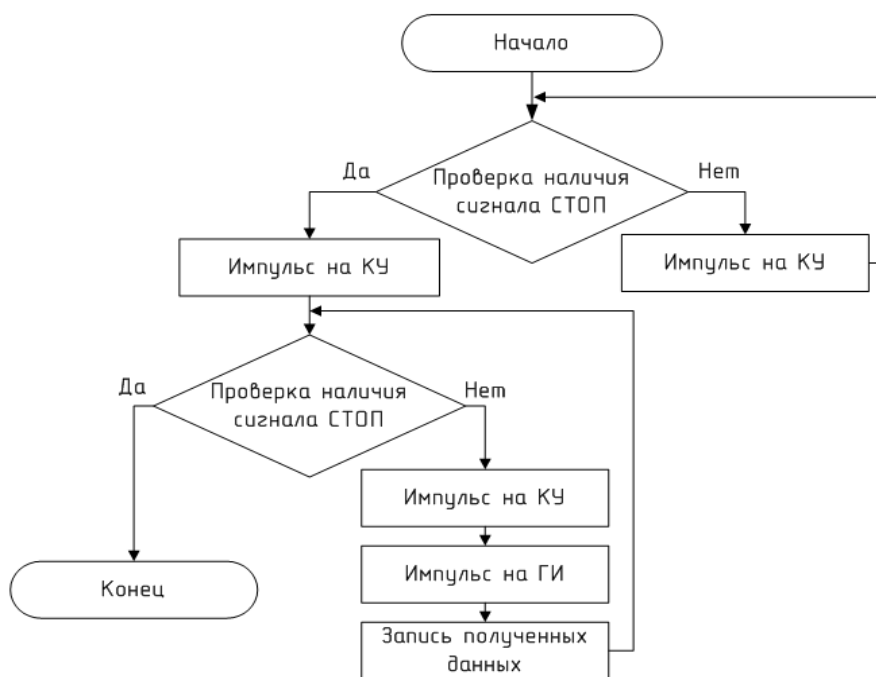 Начало
Да
Нет
Проверка наличия
сигнала СТОП
Импульс на КУ
Импульс на КУ
Да
Нет
Проверка наличия
сигнала СТОП
Импульс на КУ
Импульс на ГИ
Конец
Запись полученных
данных